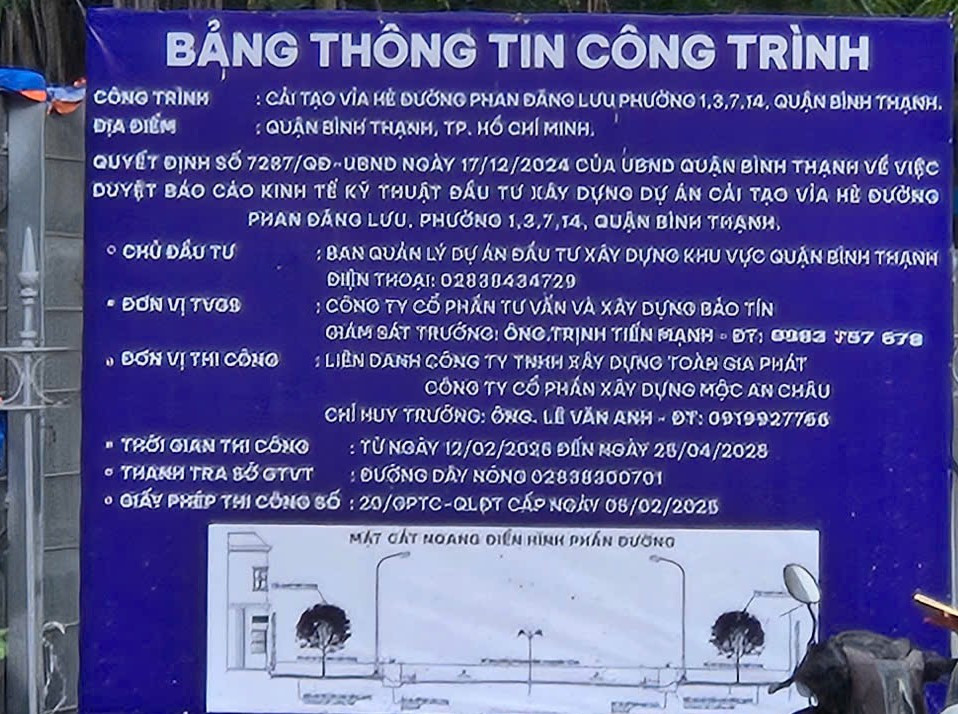 BẢNG THÔNG TIN CÔNG TRÌNH
CÔNG TRÌNH : CẢI TẠO VỈA HÈ ĐƯỜNG PHAN ĐĂNG LƯU, PHƯỜNG 1,3,7,14, QUẬN BÌNH THẠNH.
ĐỊA ĐIỂM : QUẬN BÌNH THẠNH, TP. HỒ CHÍ MINH.
QUYẾT ĐỊNH SỐ 7287/QĐ-UBND NGÀY 17/12/2024 CỦA UBND QUẬN BÌNH THẠNH VỀ VIỆC
DUYỆT BÁO CÁO KINH TẾ KỸ THUẬT ĐẦU TƯ XÂY DỰNG DỰ ÁN CẢI TẠO VỈA HÈ ĐƯỜNG
PHAN ĐĂNG LƯU, PHƯỜNG 1,3,7,14, QUẬN BÌNH THẠNH.
CHỦ ĐẦU TƯ : BAN QUẢN LÝ DỰ ÁN ĐẦU TƯ XÂY DỰNG KHU VỰC QUẬN BÌNH THẠNH
ĐIỆN THOẠI: 02838434729
ĐƠN VỊ TVGS : CÔNG TY CỔ PHẦN TƯ VẤN VÀ XÂY DỰNG BẢO TÍN
GIÁM SÁT TRƯỞNG: ÔNG.TRỊNH TIẾN MẠNH - ĐT:
ĐƠN VỊ THI CÔNG : LIÊN DANH CÔNG TY TNHH XÂY DỰNG TOÀN GIA PHÁT
CÔNG TY CỔ PHẦN XÂY DỰNG MỘC AN CHÂU
CHỈ HUY TRƯỞNG: ÔNG. LÊ VĂN ANH - ĐT: 0919927766
THỜI GIAN THI CÔNG : TỪ NGÀY 12/02/2025 ĐẾN NGÀY
THANH TRA SỞ GTVT : ĐƯỜNG DÂY NÓNG 02838300701
GIẤY PHÉP THI CÔNG SỐ : 20/GPTC-QLĐT CẤP NGÀY
MẶT CẮT NGANG ĐIỂN HÌNH PHẦN ĐƯỜNG